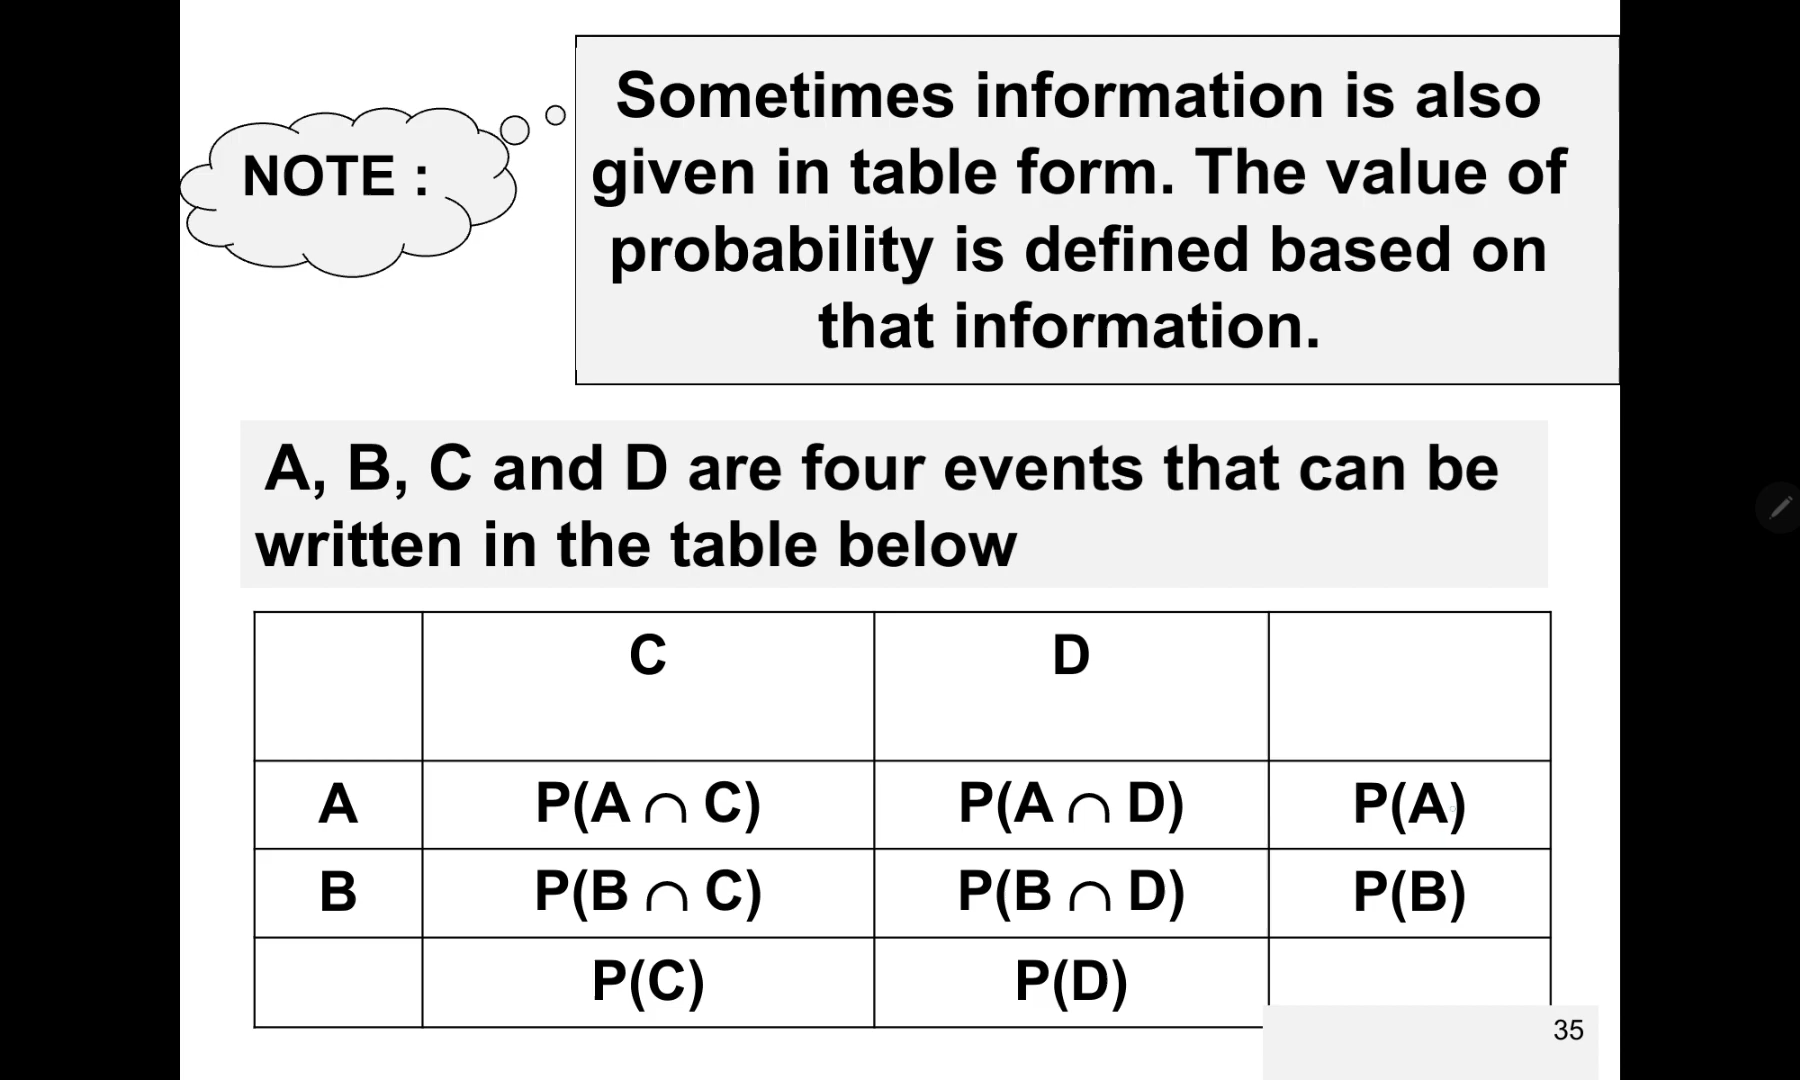 NOTE :
Sometimes information is also
given in table form. The value of
probability is defined based on
that information.
A, B, C and D are four events that can be
written in the table below
C D
A P(A ∩ C) P(A ∩ D) P(A)
B P(B ∩ C) P(B ∩ D) P(B)
P(C) P(D)
35